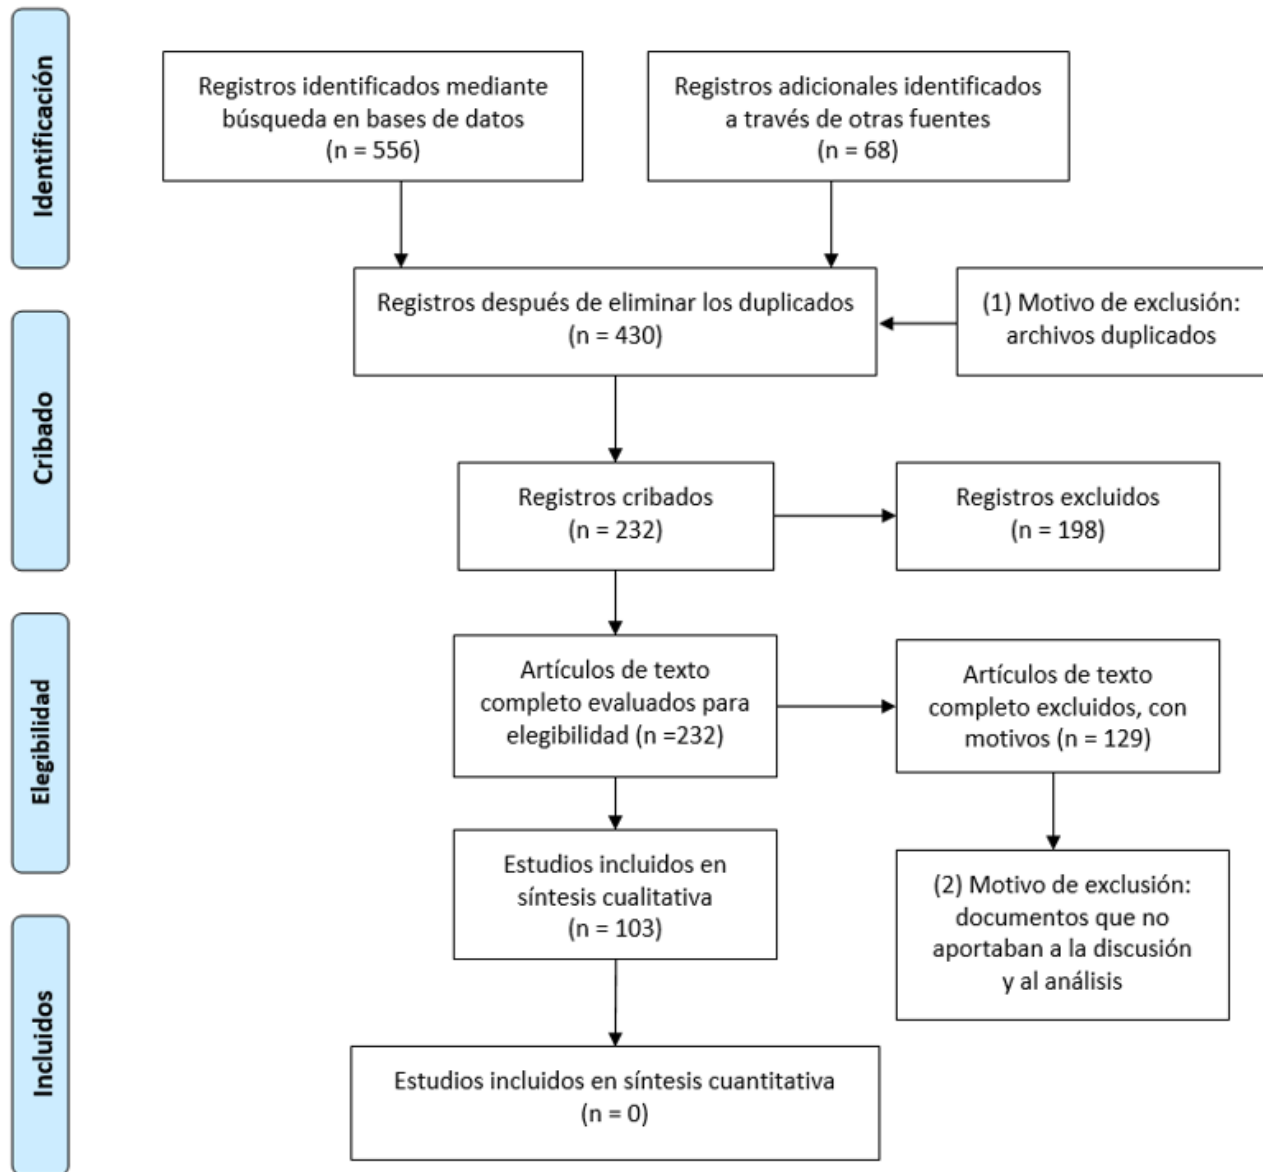 Identificación
Registros identificados mediante
búsqueda en bases de datos
(n = 556)
Registros adicionales identificados
a través de otras fuentes
(n = 68)
Registros después de eliminar los duplicados
(n = 430)
(1) Motivo de exclusión:
archivos duplicados
Cribado
Registros cribados
(n = 232)
Registros excluidos
(n = 198)
Elegibilidad
Artículos de texto
completo evaluados para
elegibilidad (n =232)
Artículos de texto
completo excluidos, con
motivos (n = 129)
Estudios incluidos en
síntesis cualitativa
(n = 103)
(2) Motivo de exclusión:
documentos que no
aportaban a la discusión
y al análisis
Incluidos
Estudios incluidos en síntesis cuantitativa
(n = 0)